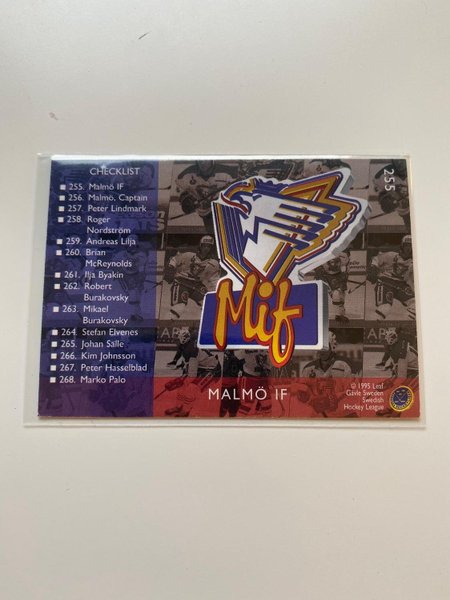 CHECKLIST
255. Malmö IF
256. Malmö, Captain
257. Peter Lindmark
258. Roger
Nordström
259. Andreas Lilja
260. Brian
McReynolds
261. Ilja Byakin
262. Robert
Burakovsky
263. Mikael
Burakovsky
264. Stefan Elvenes
265. Johan Salle
266. Kim Johnsson
267. Peter Hasselblad
268. Marko Palo
255
Mif
MALMÖ IF
© 1995 Leaf
Gävle Sweden
Swedish
Hockey League